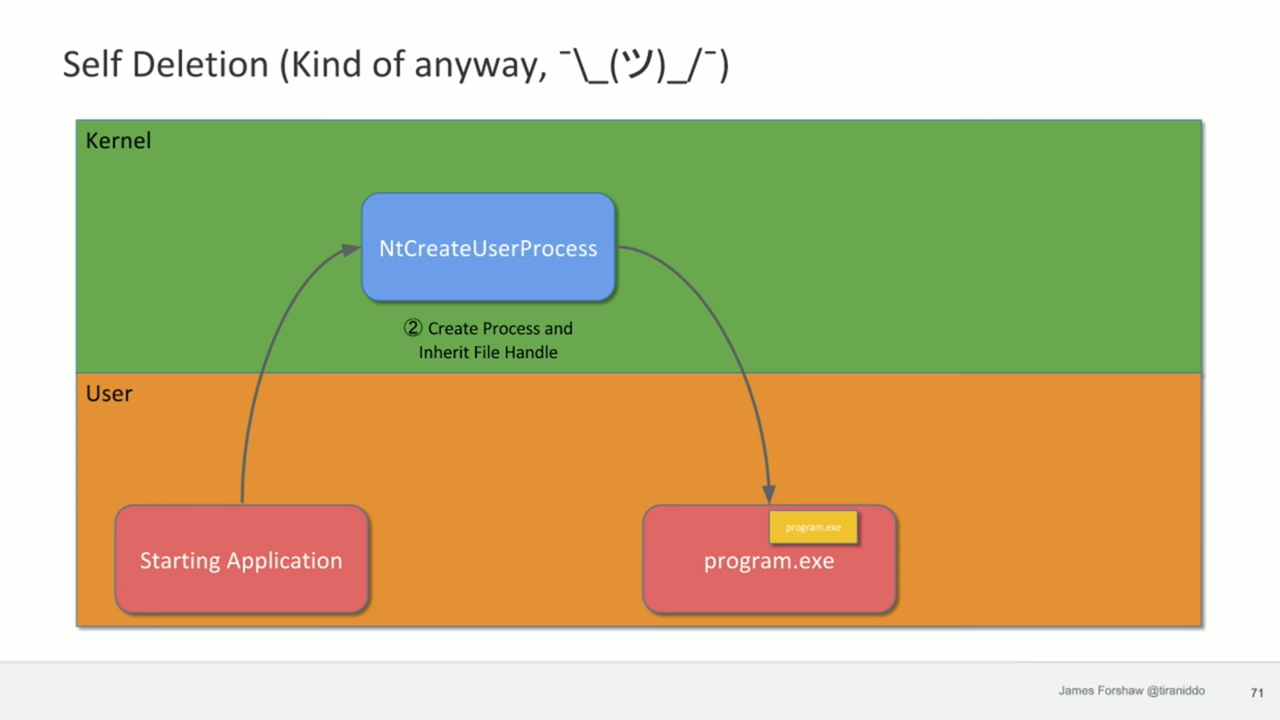 Self Deletion (Kind of anyway, ¯\_(ツ)_/¯)
Kernel
NtCreateUserProcess
② Create Process and
Inherit File Handle
User
program.exe
Starting Application
program.exe
James Forshaw @tiraniddo
71